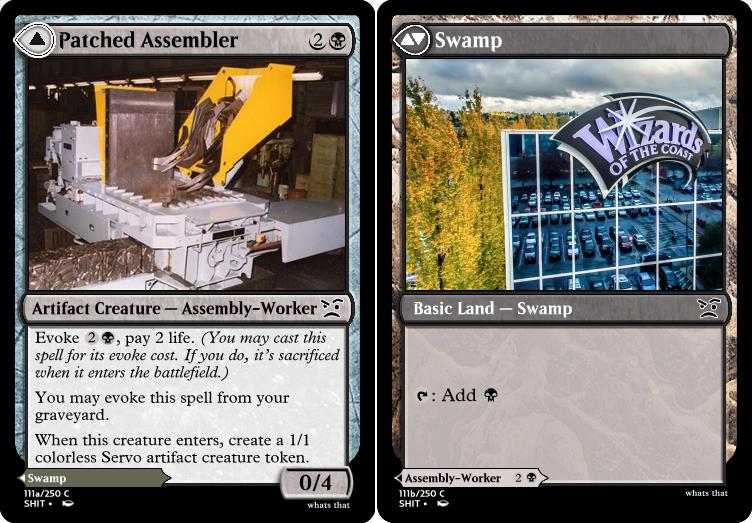 Patched Assembler 2
Artifact Creature — Assembly-Worker
Evoke 2 , pay 2 life. (You may cast this
spell for its evoke cost. If you do, it's sacrificed
when it enters the battlefield.)
You may evoke this spell from your
graveyard.
When this creature enters, create a 1/1
colorless Servo artifact creature token.
Swamp
0/4
111a/250 C
SHIT •
whats that
Swamp
Wizards
OF THE COAST
Basic Land — Swamp
: Add
Assembly-Worker 2
111b/250 C
SHIT •
whats that